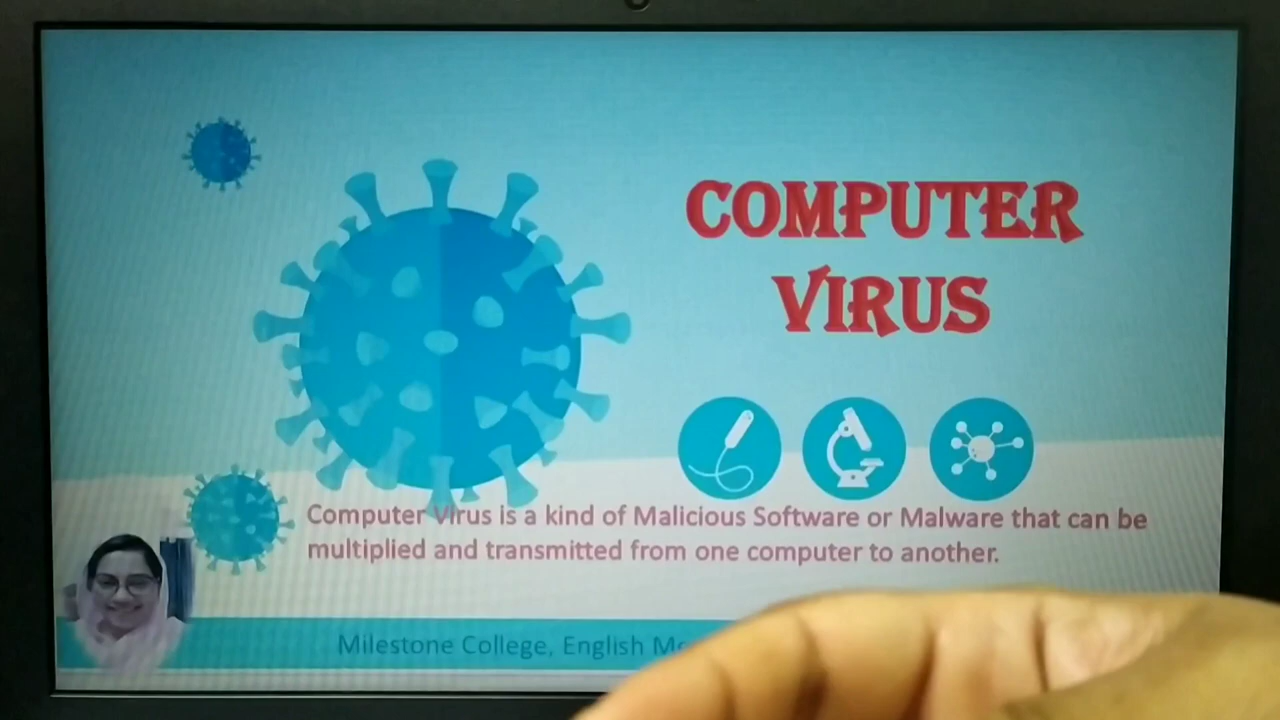 COMPUTER
VIRUS
Computer Virus is a kind of Malicious Software or Malware that can be
multiplied and transmitted from one computer to another.
Milestone College, English